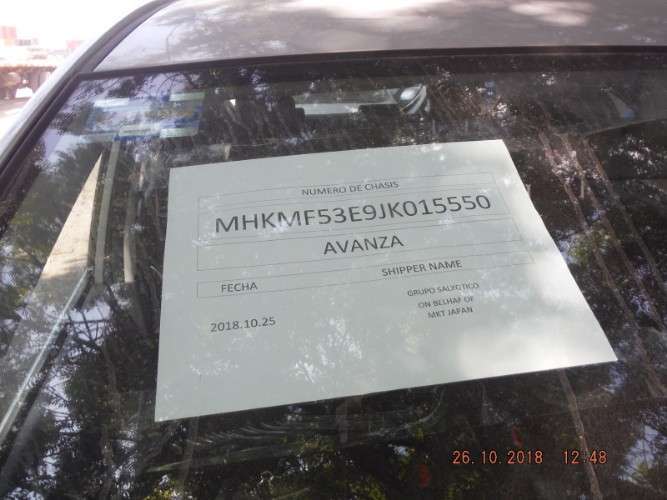 NUMERO DE CHASIS
MHKMF53E9JK015550
AVANZA
FECHA
SHIPPER NAME
2018.10.25
GRUPO SALYGTICO
ON BELHAF OF
MKT JAPAN
26.10.2018 12:48